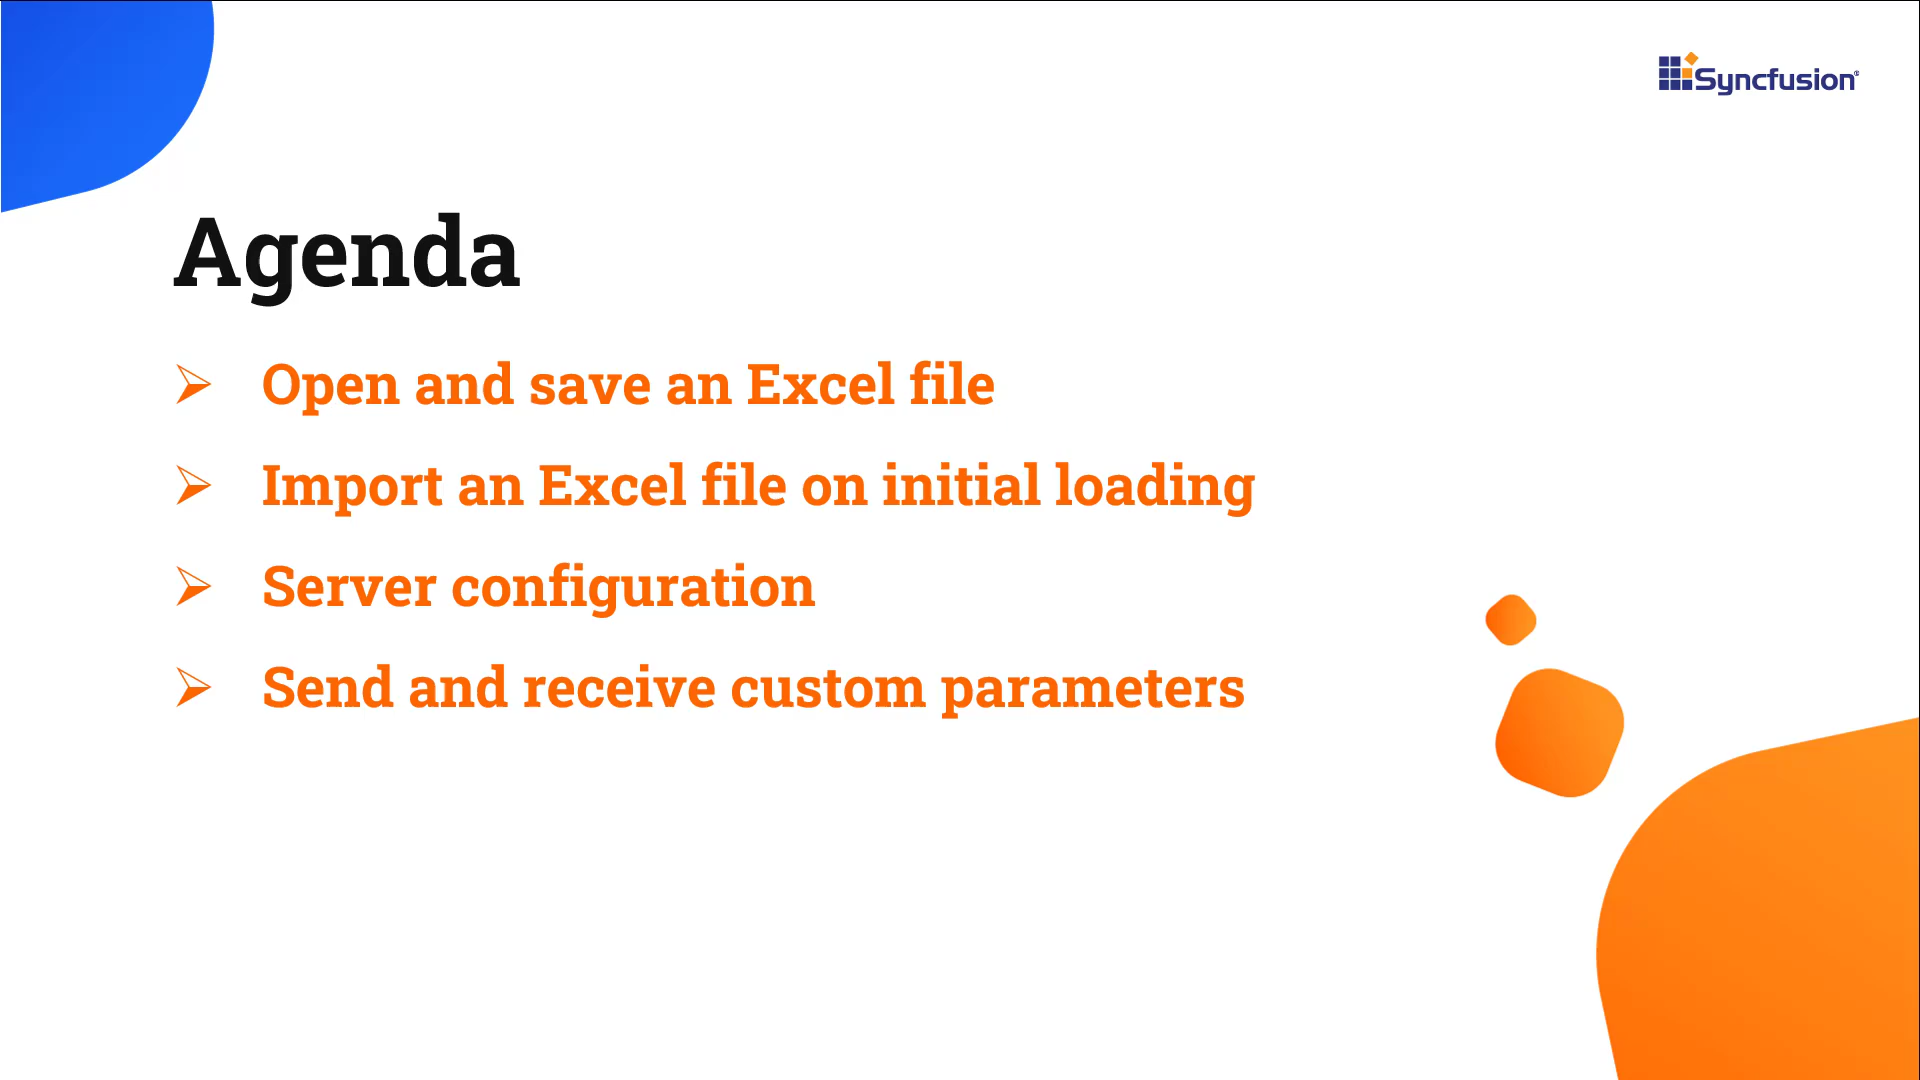 Syncfusion®
Agenda
Open and save an Excel file
Import an Excel file on initial loading
Server configuration
Send and receive custom parameters